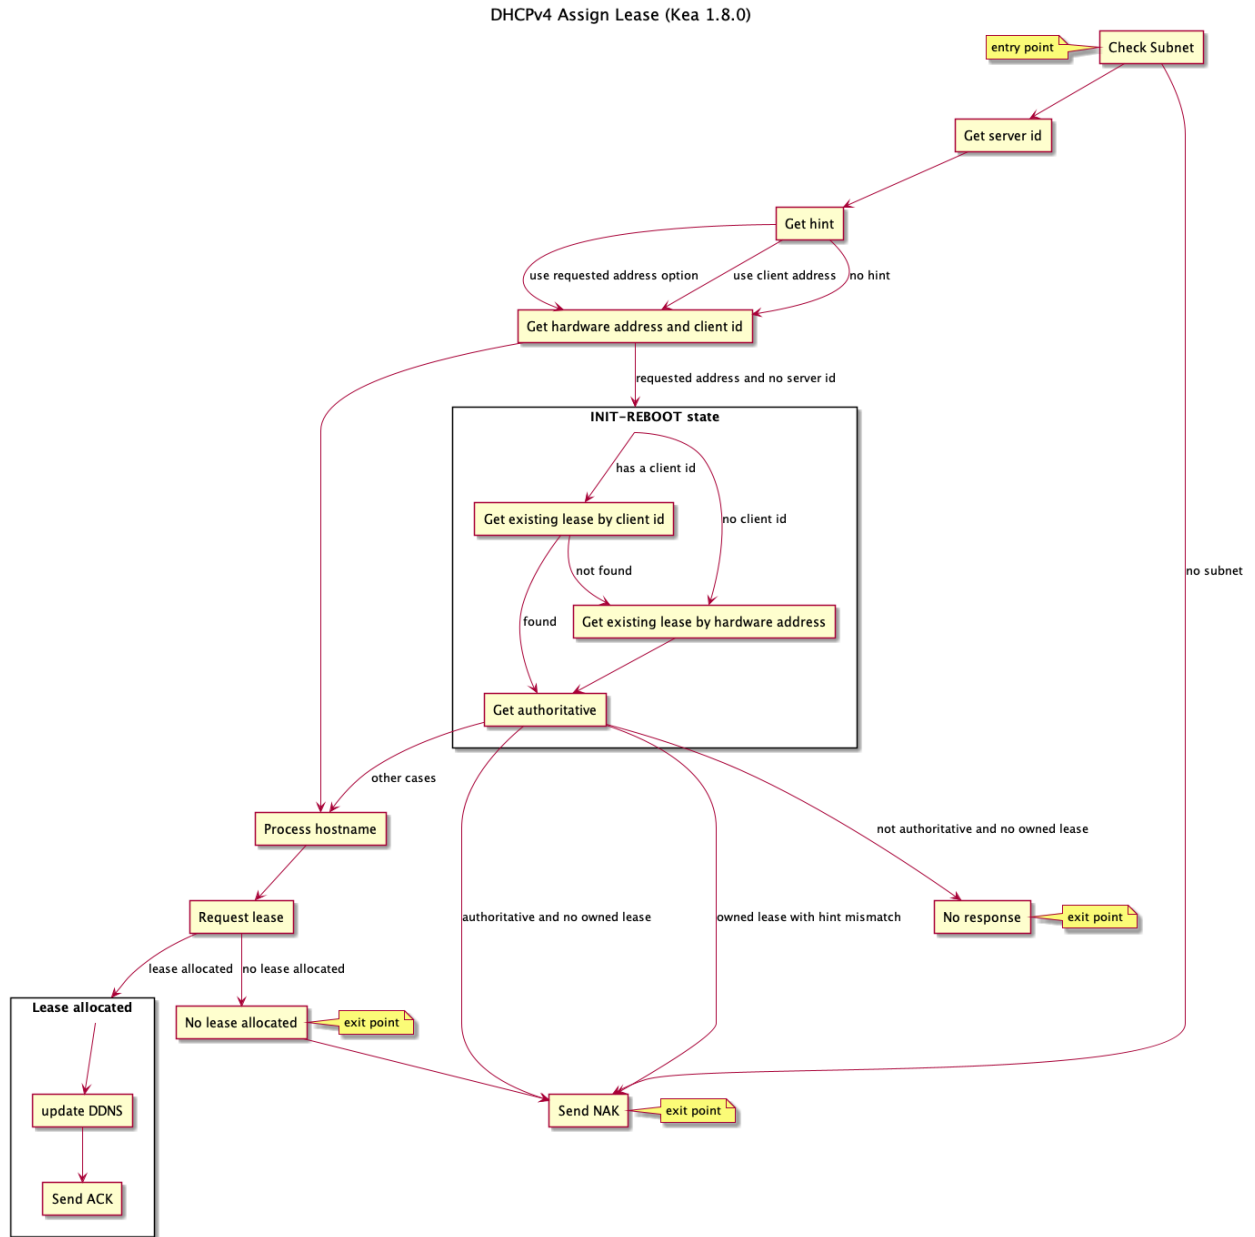 DHCPv4 Assign Lease (Kea 1.8.0)
entry point
Check Subnet
Get server id
Get hint
use requested address option
use client address
no hint
Get hardware address and client id
requested address and no server id
INIT-REBOOT state
has a client id
Get existing lease by client id
no client id
not found
no subnet
found
Get existing lease by hardware address
Get authoritative
other cases
Process hostname
not authoritative and no owned lease
Request lease
authoritative and no owned lease
owned lease with hint mismatch
No response
exit point
lease allocated
no lease allocated
Lease allocated
No lease allocated
exit point
update DDNS
Send NAK
exit point
Send ACK